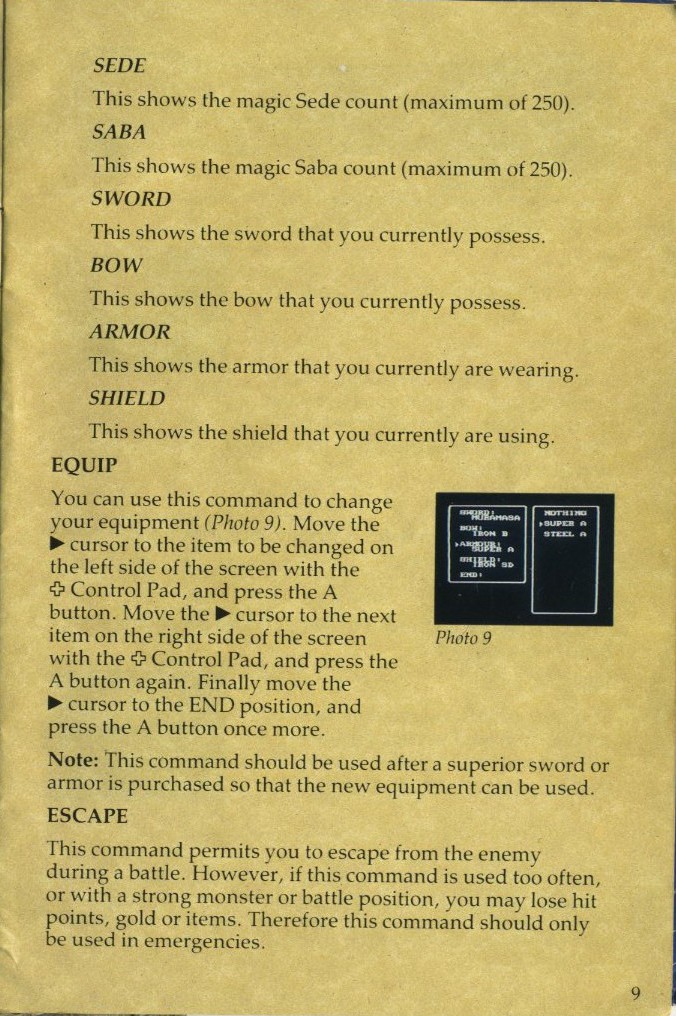 SEDE
This shows the magic Sede count (maximum of 250).
SABA
This shows the magic Saba count (maximum of 250).
SWORD
This shows the sword that you currently possess.
BOW
This shows the bow that you currently possess.
ARMOR
This shows the armor that you currently are wearing.
SHIELD
This shows the shield that you currently are using.
EQUIP
You can use this command to change
your equipment (Photo 9). Move the
▶ cursor to the item to be changed on
the left side of the screen with the
✚ Control Pad, and press the A
button. Move the ▶ cursor to the next
item on the right side of the screen
with the ✚ Control Pad, and press the
A button again. Finally move the
▶ cursor to the END position, and
press the A button once more.
SWORD:
MURAMASA
BOW:
IRON B
▶ARMOUR:
SUPER A
SHIELD:
IRON SD
END:
NOTHING
▶SUPER A
STEEL A
Photo 9
Note: This command should be used after a superior sword or
armor is purchased so that the new equipment can be used.
ESCAPE
This command permits you to escape from the enemy
during a battle. However, if this command is used too often,
or with a strong monster or battle position, you may lose hit
points, gold or items. Therefore this command should only
be used in emergencies.
9